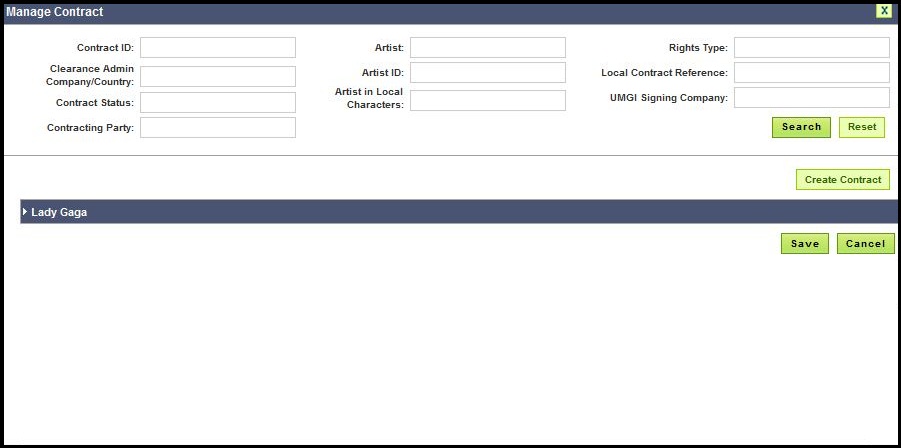 Manage Contract X
Contract ID: Artist: Rights Type:
Clearance Admin
Company/Country: Artist ID: Local Contract Reference:
Contract Status: Artist in Local
Characters: UMGI Signing Company:
Contracting Party:
Search Reset
Create Contract
Lady Gaga
Save Cancel